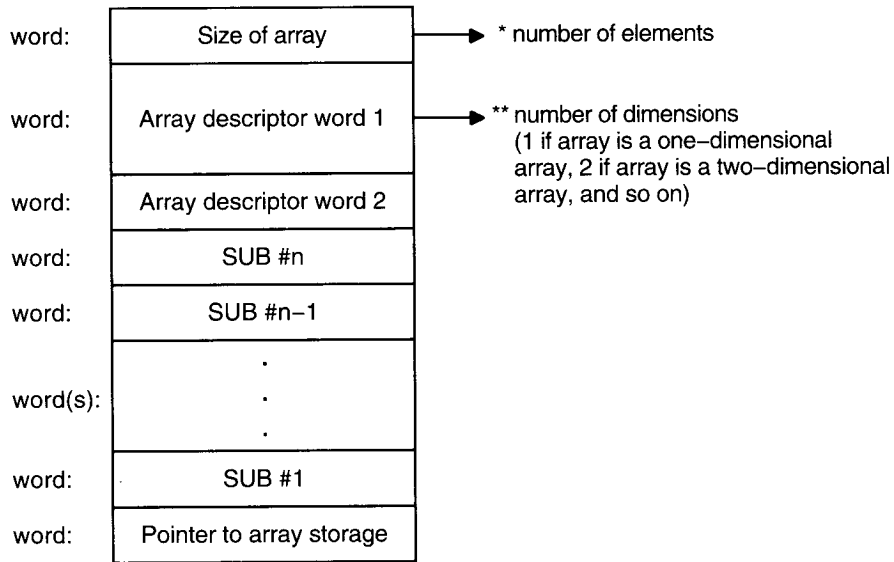 word: Size of array * number of elements
word: Array descriptor word 1 ** number of dimensions
(1 if array is a one–dimensional
array, 2 if array is a two–dimensional
array, and so on)
word: Array descriptor word 2
word: SUB #n
word: SUB #n–1
.
word(s): .
.
word: SUB #1
word: Pointer to array storage